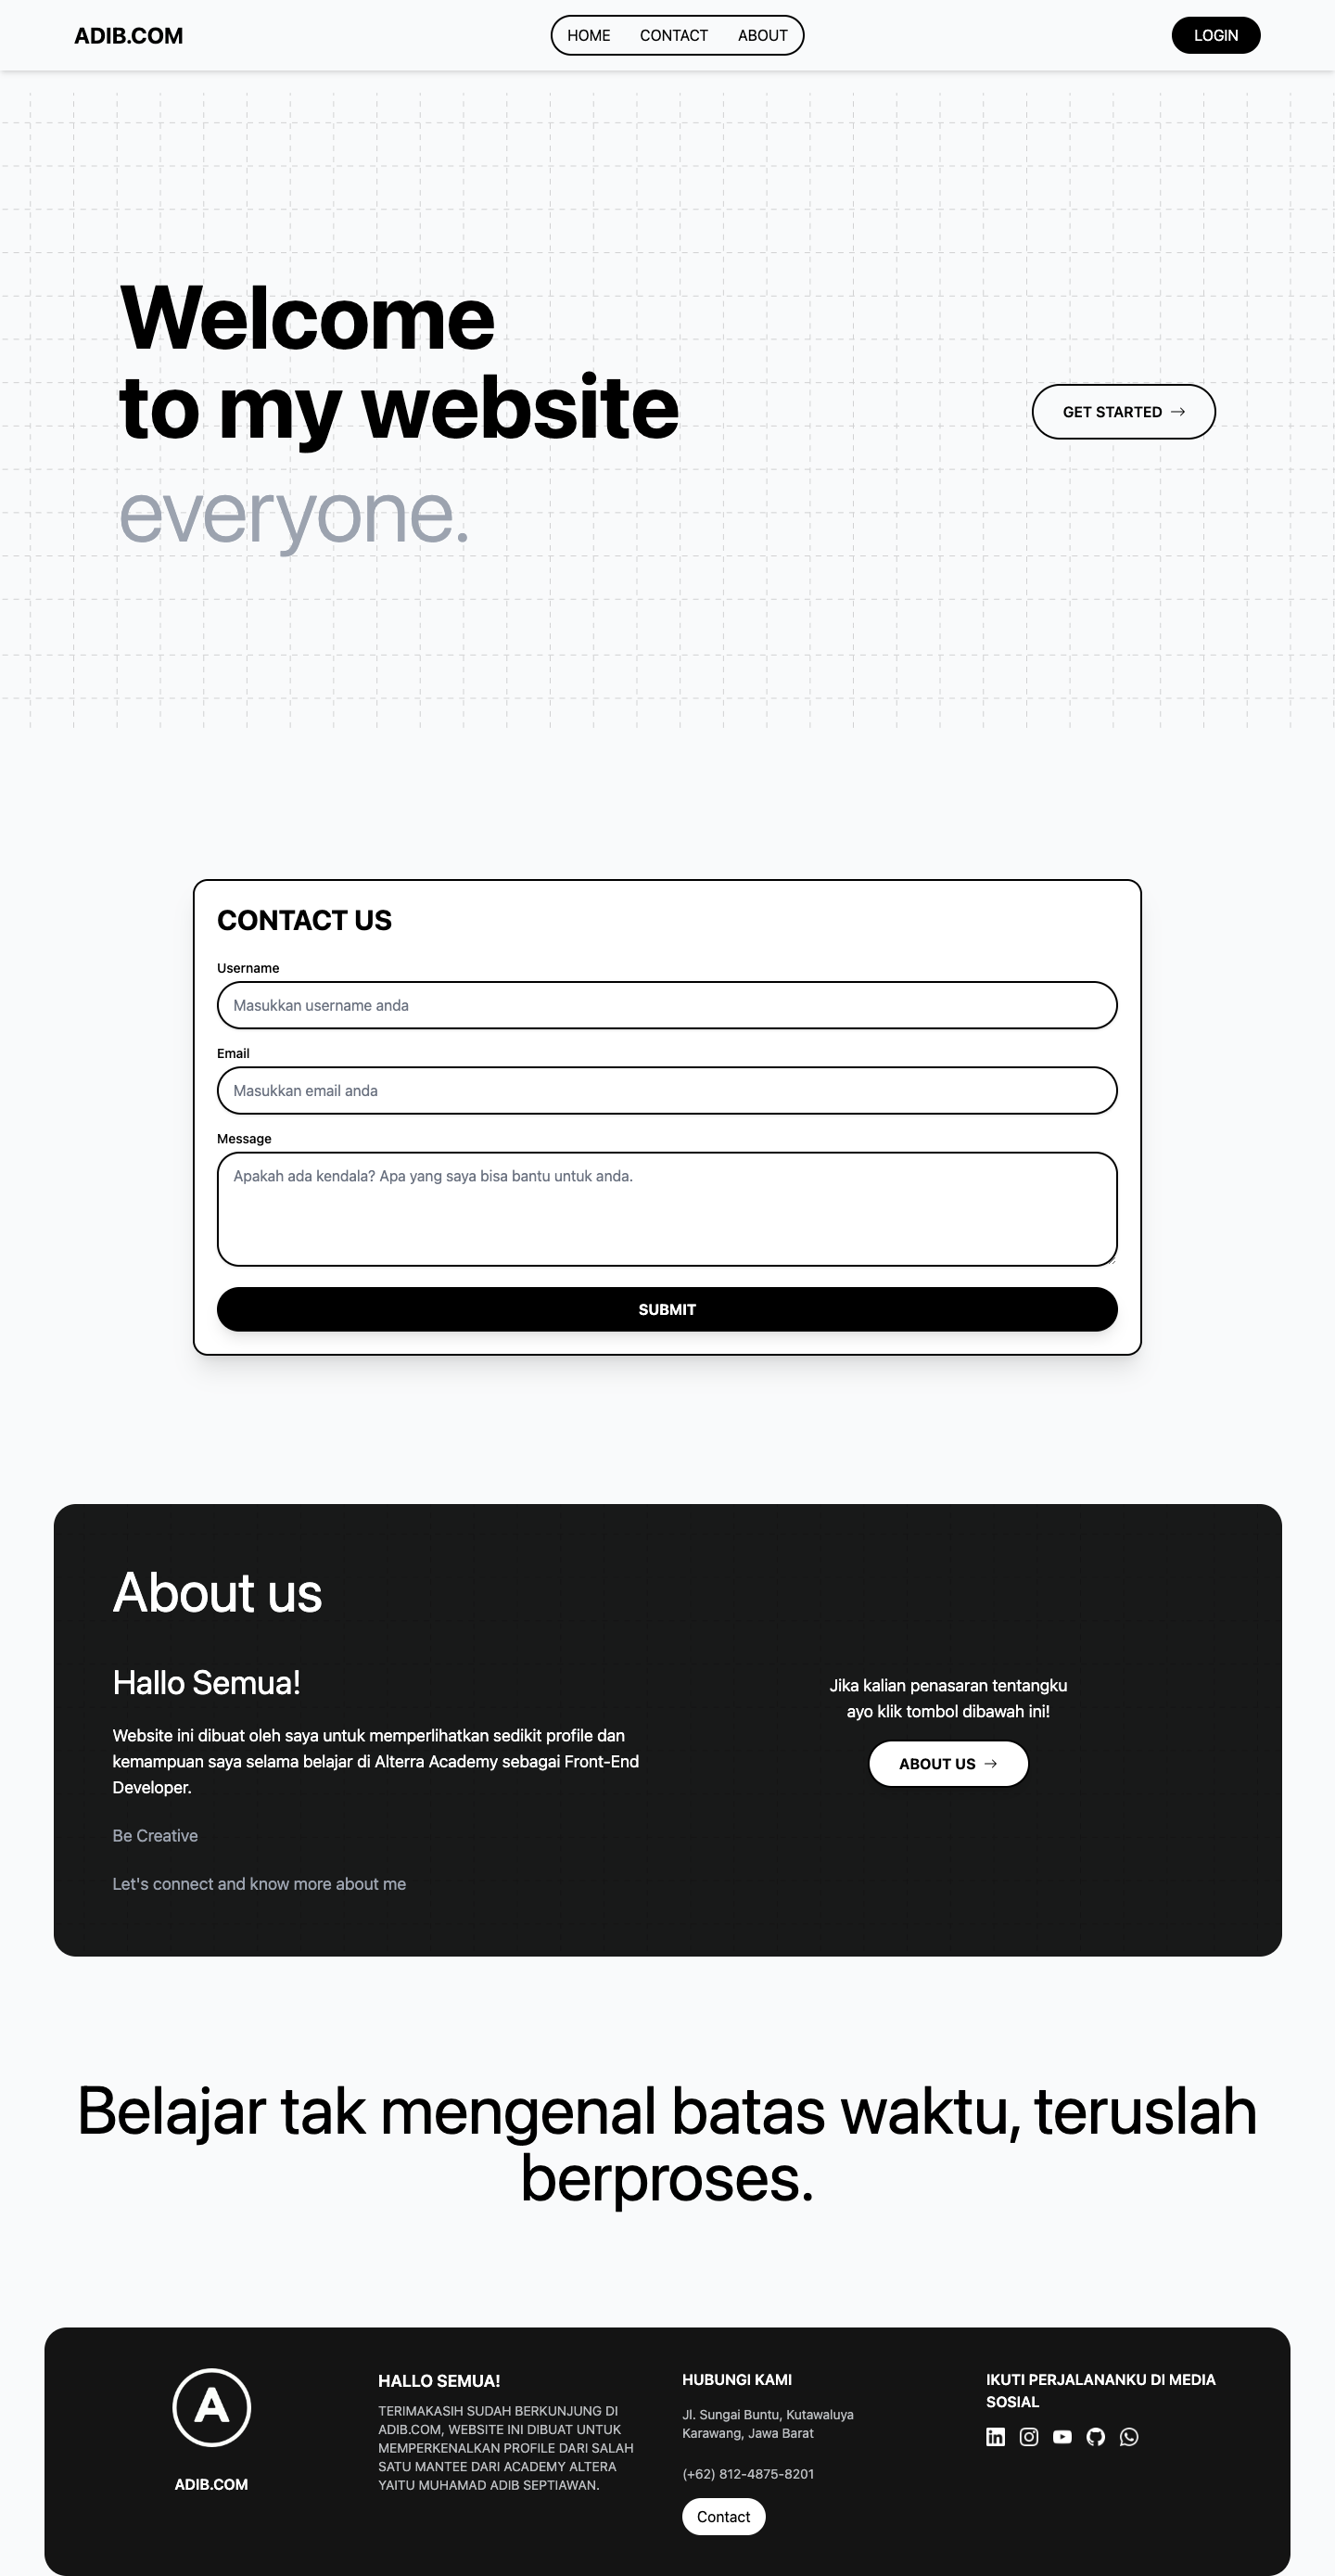 ADIB.COM
HOME CONTACT ABOUT
LOGIN
Welcome
to my website
everyone.
GET STARTED →
CONTACT US
Username
Masukkan username anda
Email
Masukkan email anda
Message
Apakah ada kendala? Apa yang saya bisa bantu untuk anda.
SUBMIT
About us
Hallo Semua!
Website ini dibuat oleh saya untuk memperlihatkan sedikit profile dan
kemampuan saya selama belajar di Alterra Academy sebagai Front-End
Developer.
Be Creative
Let's connect and know more about me
Jika kalian penasaran tentangku
ayo klik tombol dibawah ini!
ABOUT US →
Belajar tak mengenal batas waktu, teruslah
berproses.
A
ADIB.COM
HALLO SEMUA!
TERIMAKASIH SUDAH BERKUNJUNG DI
ADIB.COM, WEBSITE INI DIBUAT UNTUK
MEMPERKENALKAN PROFILE DARI SALAH
SATU MANTEE DARI ACADEMY ALTERA
YAITU MUHAMAD ADIB SEPTIAWAN.
HUBUNGI KAMI
Jl. Sungai Buntu, Kutawaluya
Karawang, Jawa Barat
(+62) 812-4875-8201
Contact
IKUTI PERJALANANKU DI MEDIA
SOSIAL